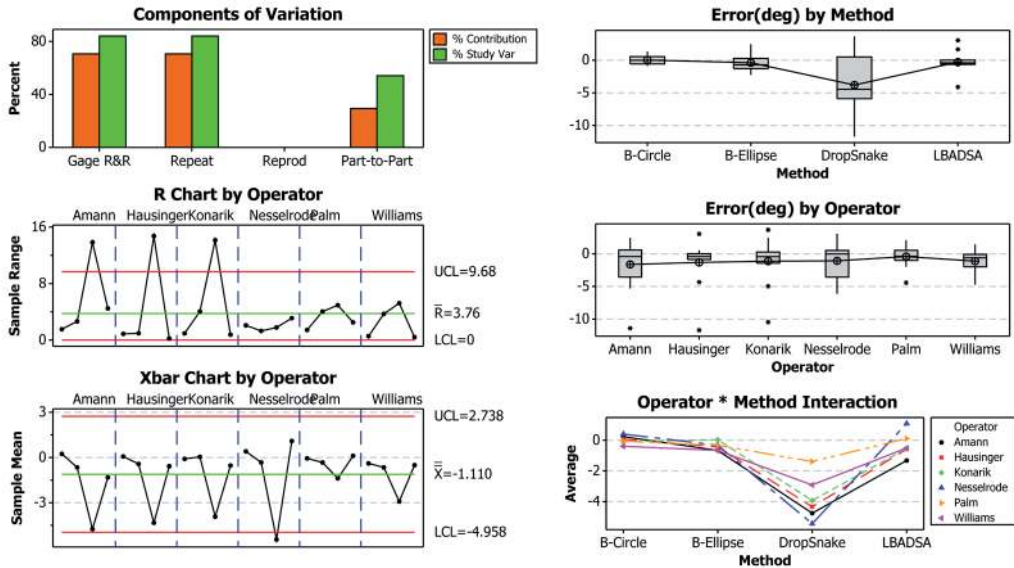 Components of Variation
Percent
80
40
0
Gage R&R Repeat Reprod Part-to-Part
% Contribution
% Study Var
R Chart by Operator
Amann Hausinger Konarik Nesselrode Palm Williams
Sample Range
16
8
0
UCL=9.68
R=3.76
LCL=0
Xbar Chart by Operator
Amann Hausinger Konarik Nesselrode Palm Williams
Sample Mean
3
0
-3
UCL=2.738
X=-1.110
LCL=-4.958
Error(deg) by Method
0
-5
-10
B-Circle B-Ellipse DropSnake LBADSA
Method
Error(deg) by Operator
0
-5
-10
Amann Hausinger Konarik Nesselrode Palm Williams
Operator
Operator * Method Interaction
Average
0
-2
-4
B-Circle B-Ellipse DropSnake LBADSA
Method
Operator
Amann
Hausinger
Konarik
Nesselrode
Palm
Williams